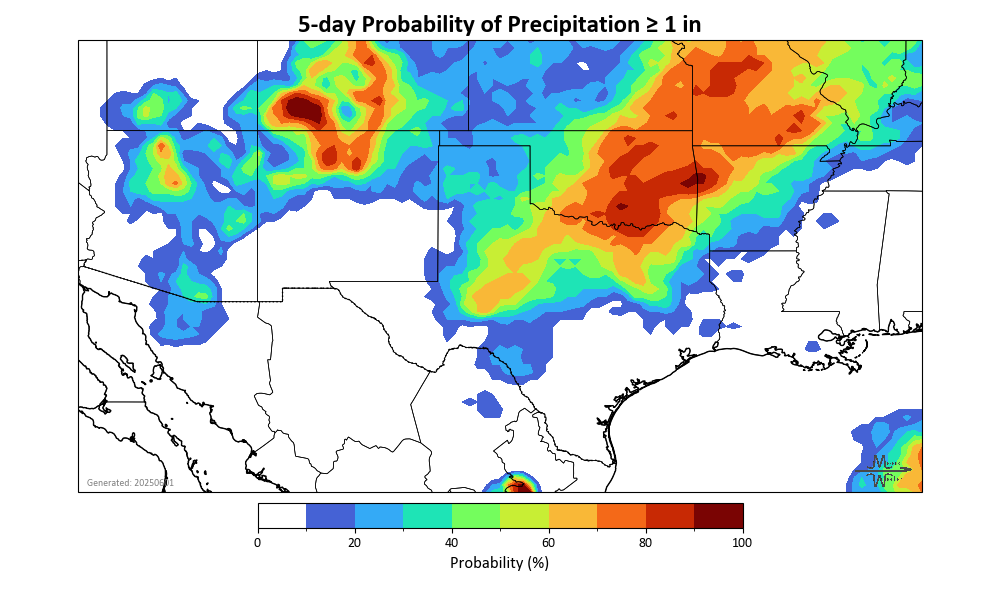 5-day Probability of Precipitation ≥ 1 in
Generated: 20250601
0 20 40 60 80 100
Probability (%)